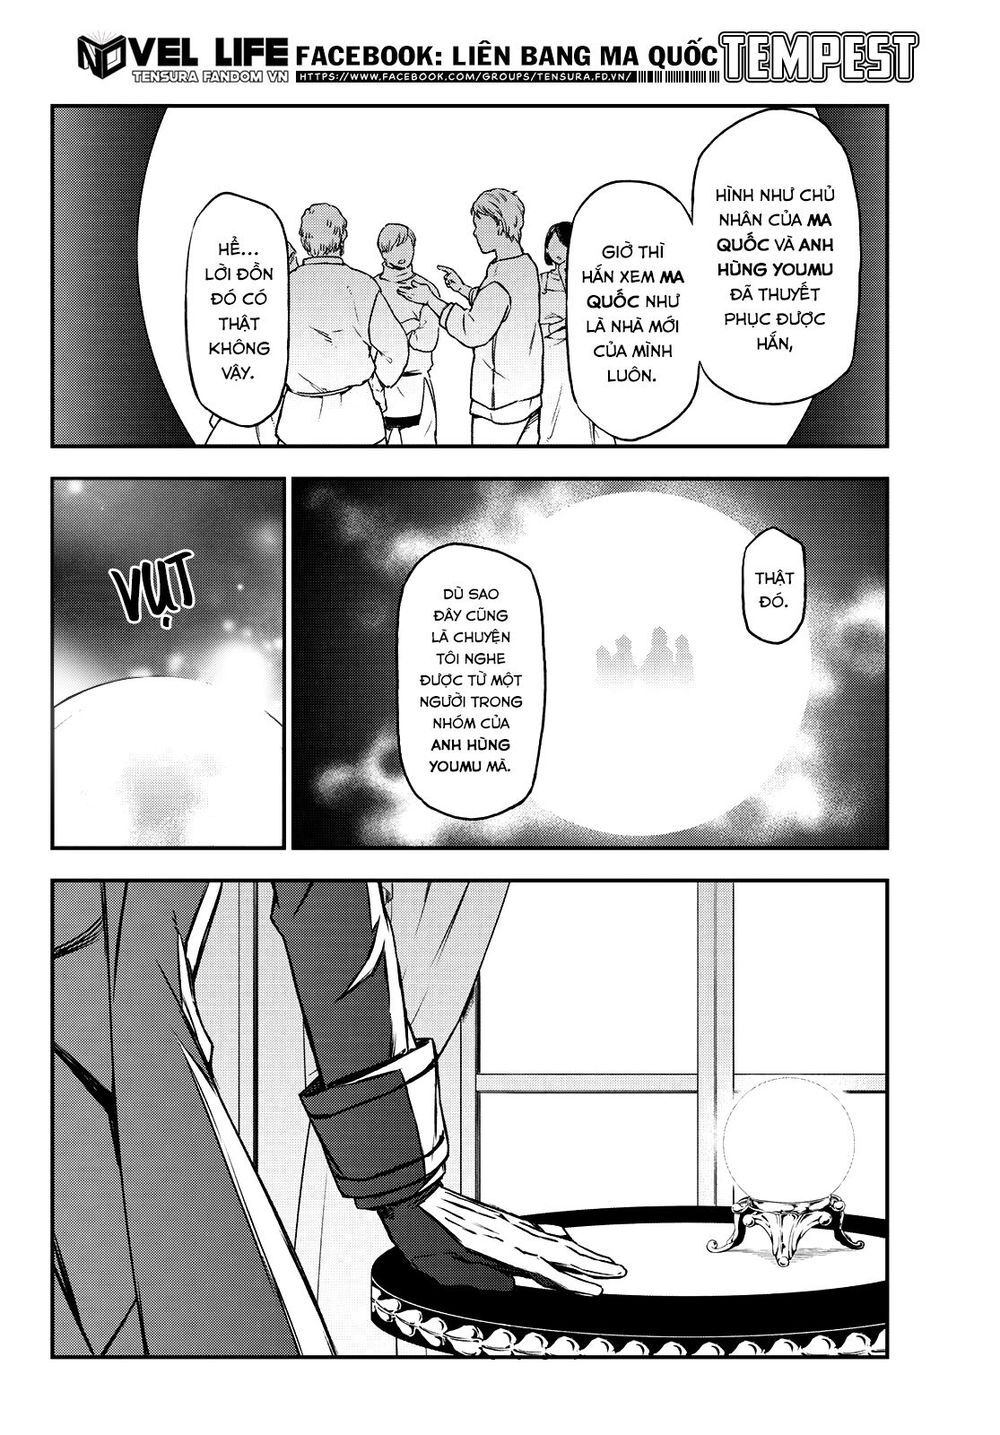 NOVEL LIFE
TENSURA FANDOM VN
FACEBOOK: LIÊN BANG MA QUỐC
HTTPS://WWW.FACEBOOK.COM/GROUPS/TENSURA.FD.VN/
TEMPEST
HÌNH NHƯ CHỦ
NHÂN CỦA MA
QUỐC VÀ ANH
HÙNG YOUMU
ĐÃ THUYẾT
PHỤC ĐƯỢC
HẮN,
GIỜ THÌ
HẮN XEM MA
QUỐC NHƯ
LÀ NHÀ MỚI
CỦA MÌNH
LUÔN.
HỂ...
LỜI ĐỒN
ĐÓ CÓ
THẬT
KHÔNG
VẬY.
THẬT
ĐÓ.
DÙ SAO
ĐÂY CŨNG
LÀ CHUYỆN
TÔI NGHE
ĐƯỢC TỪ MỘT
NGƯỜI TRONG
NHÓM CỦA
ANH HÙNG
YOUMU MÀ.
VỤT